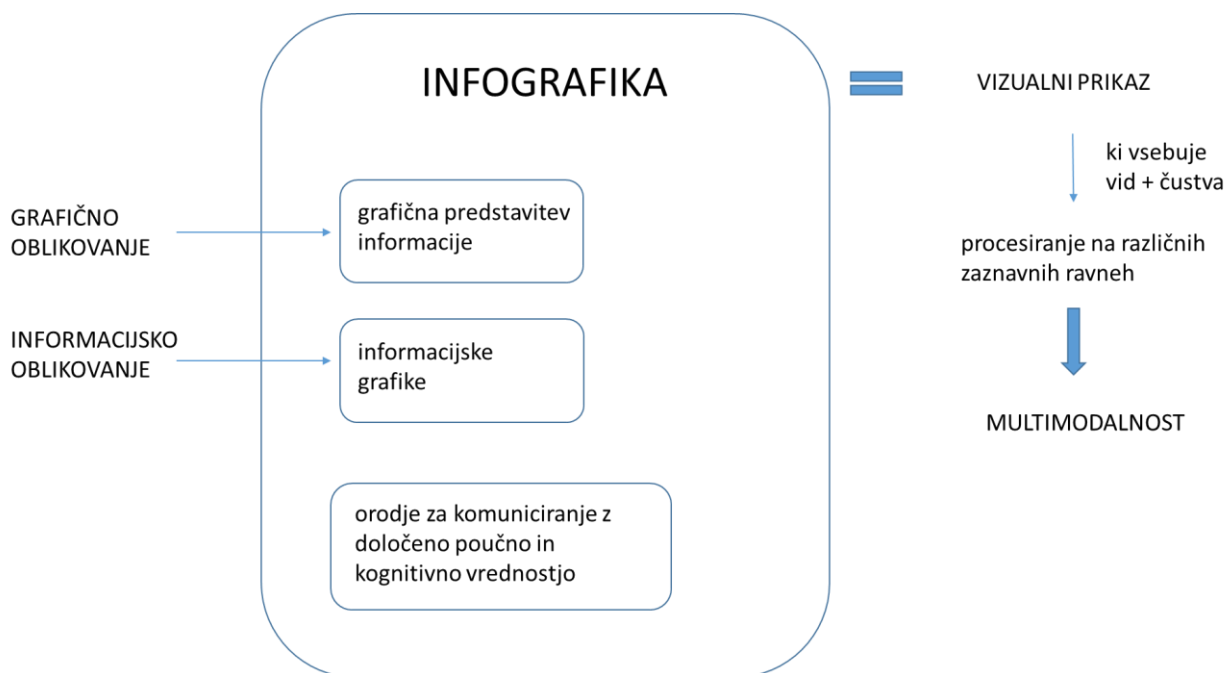 INFOGRAFIKA
VIZUALNI PRIKAZ
ki vsebuje
vid + čustva
GRAFIČNO
OBLIKOVANJE
grafična predstavitev
informacije
procesiranje na različnih
zaznavnih ravneh
INFORMACIJSKO
OBLIKOVANJE
informacijske
grafike
MULTIMODALNOST
orodje za komuniciranje z
določeno poučno in
kognitivno vrednostjo